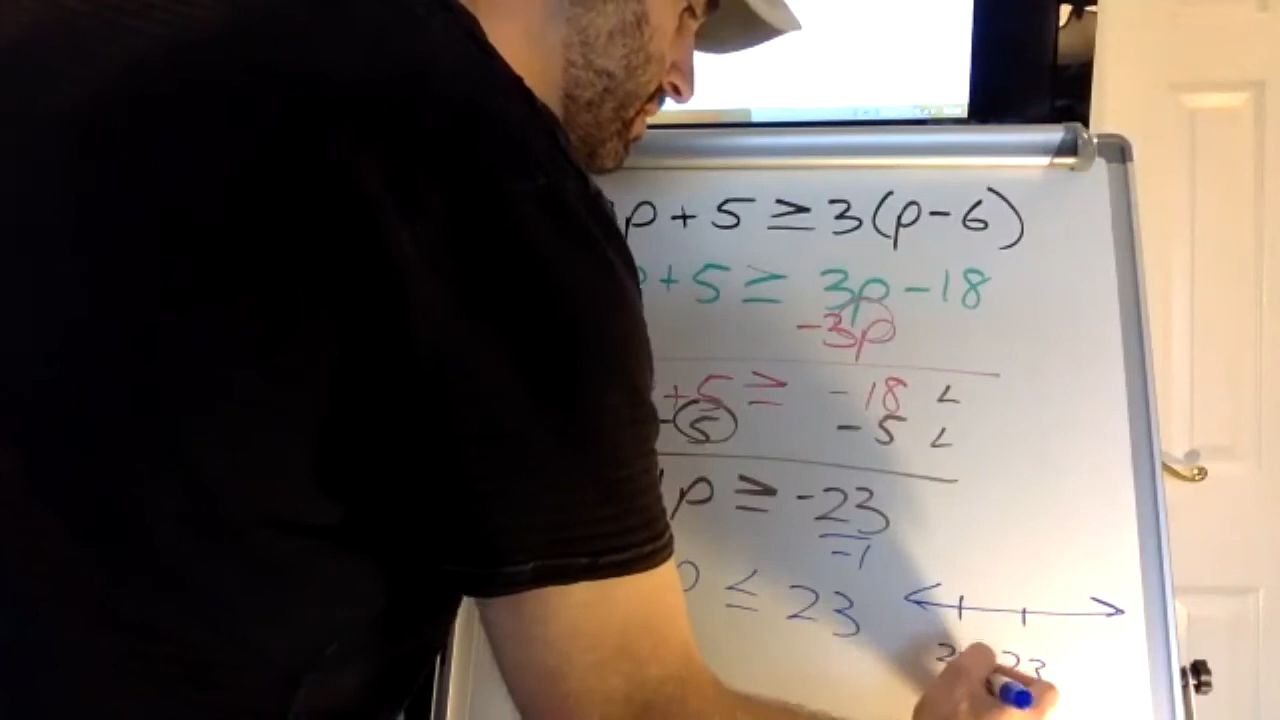 p + 5 ≥ 3(p - 6)
+ 5 ≥ 3p - 18
-3p
+ 5 ≥ -18
- 5 -5
p ≥ -23
-1
p ≤ 23
23